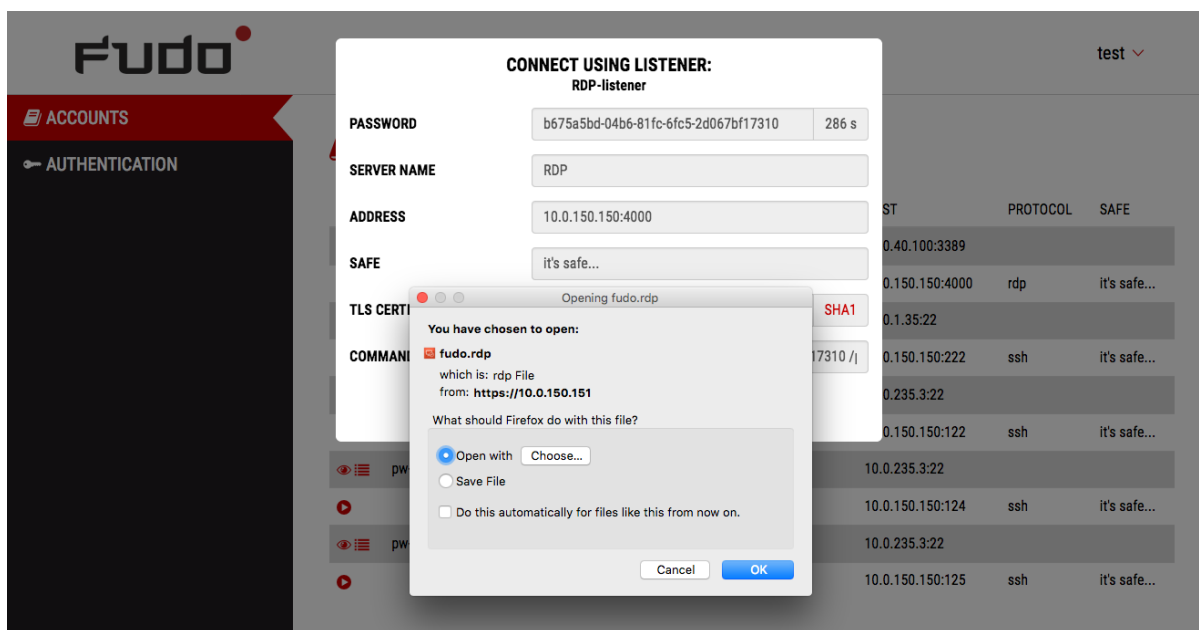 Fudo
test
ACCOUNTS
AUTHENTICATION
CONNECT USING LISTENER:
RDP-listener
PASSWORD b675a5bd-04b6-81fc-6fc5-2d067bf17310 286 s
SERVER NAME RDP
ADDRESS 10.0.150.150:4000
SAFE it's safe...
TLS CERTI SHA1
COMMAND 17310 /p
Opening fudo.rdp
You have chosen to open:
fudo.rdp
which is: rdp File
from: https://10.0.150.151
What should Firefox do with this file?
Open with Choose...
Save File
Do this automatically for files like this from now on.
Cancel OK
ST PROTOCOL SAFE
0.40.100:3389
0.150.150:4000 rdp it's safe...
0.1.35:22
0.150.150:222 ssh it's safe...
0.235.3:22
0.150.150:122 ssh it's safe...
pw- 10.0.235.3:22
10.0.150.150:124 ssh it's safe...
pw- 10.0.235.3:22
10.0.150.150:125 ssh it's safe...